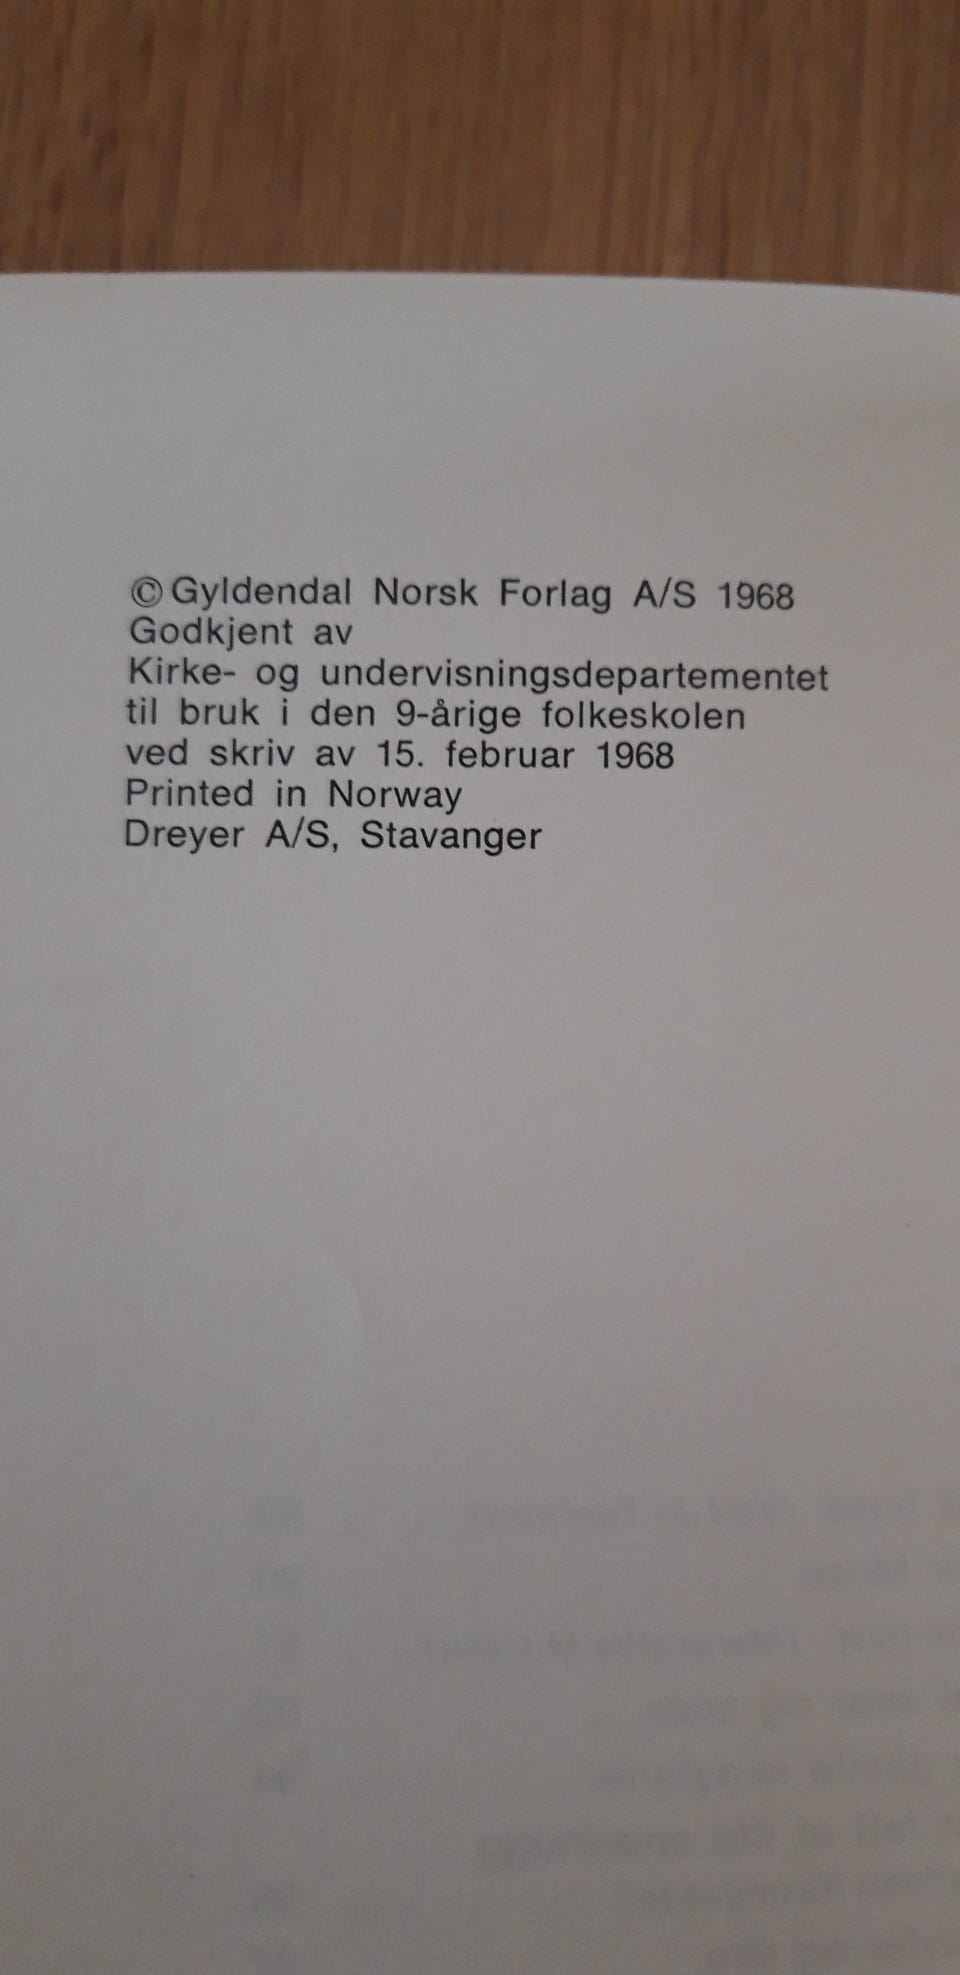 © Gyldendal Norsk Forlag A/S 1968
Godkjent av
Kirke- og undervisningsdepartementet
til bruk i den 9-årige folkeskolen
ved skriv av 15. februar 1968
Printed in Norway
Dreyer A/S, Stavanger